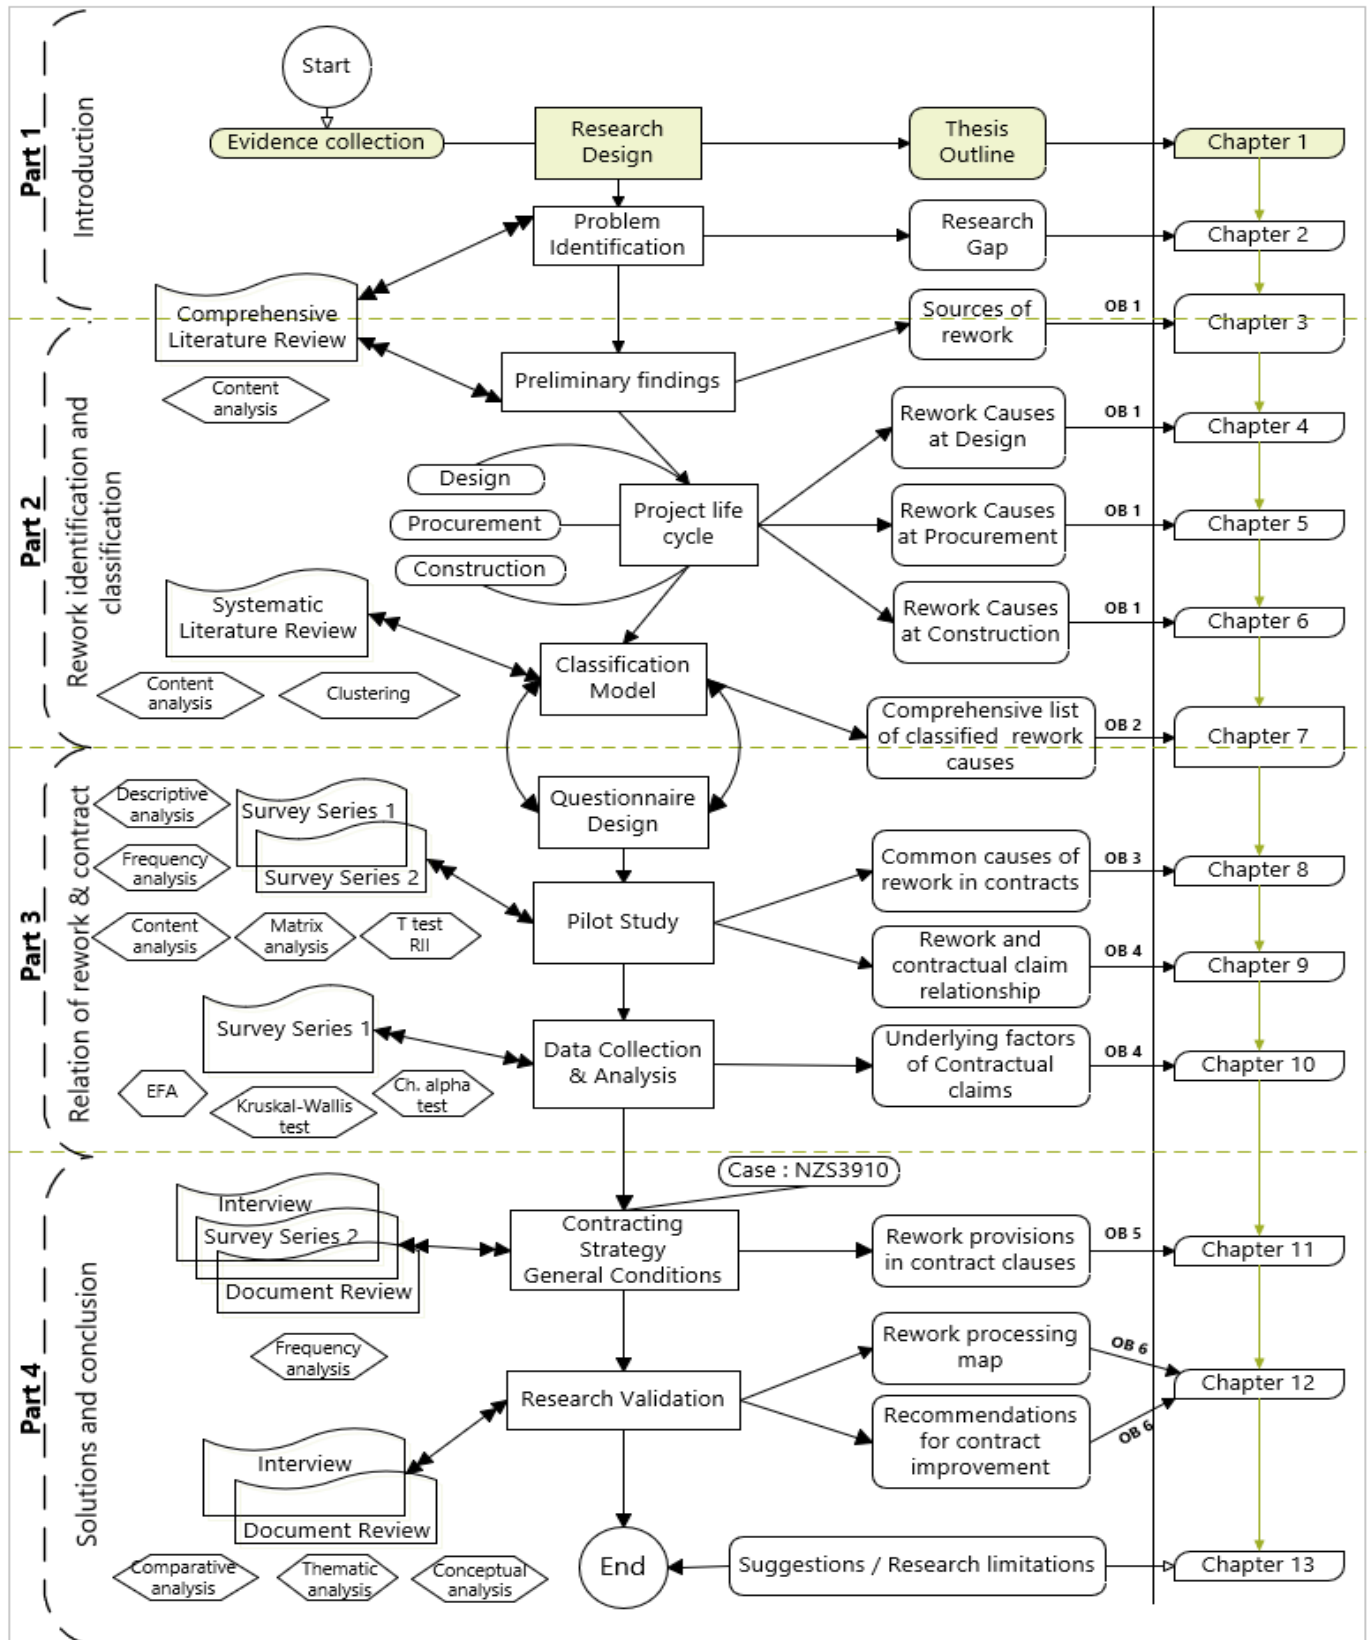 Part 1
Introduction
Start
Evidence collection
Research
Design
Thesis
Outline
Chapter 1
Problem
Identification
Research
Gap
Chapter 2
Comprehensive
Literature Review
Content
analysis
Sources of
rework
OB 1
Chapter 3
Preliminary findings
Part 2
Rework identification and
classification
Rework Causes
at Design
OB 1
Chapter 4
Design
Procurement
Construction
Project life
cycle
Rework Causes
at Procurement
OB 1
Chapter 5
Rework Causes
at Construction
OB 1
Chapter 6
Systematic
Literature Review
Content
analysis
Clustering
Classification
Model
Comprehensive list
of classified rework
causes
OB 2
Chapter 7
Part 3
Relation of rework & contract
Questionnaire
Design
Descriptive
analysis
Survey Series 1
Survey Series 2
Frequency
analysis
Content
analysis
Matrix
analysis
T test
RII
Pilot Study
Common causes of
rework in contracts
OB 3
Chapter 8
Rework and
contractual claim
relationship
OB 4
Chapter 9
Survey Series 1
EFA
Kruskal-Wallis
test
Ch. alpha
test
Data Collection
& Analysis
Underlying factors
of Contractual
claims
OB 4
Chapter 10
Part 4
Solutions and conclusion
Case : NZS3910
Interview
Survey Series 2
Document Review
Frequency
analysis
Contracting
Strategy
General Conditions
Rework provisions
in contract clauses
OB 5
Chapter 11
Research Validation
Rework processing
map
OB 6
Chapter 12
Recommendations
for contract
improvement
OB 6
Interview
Document Review
Comparative
analysis
Thematic
analysis
Conceptual
analysis
End
Suggestions / Research limitations
Chapter 13